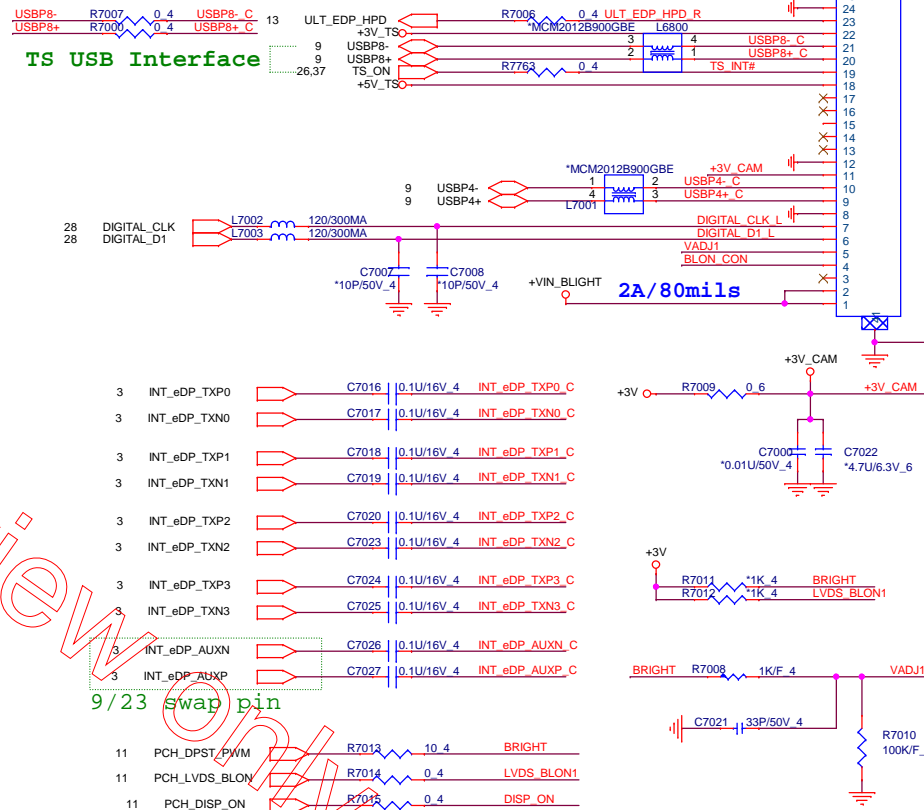 USBP8- R7007 0_4 USBP8-_C
USBP8+ R7000 0_4 USBP8+_C
TS USB Interface
13 ULT_EDP_HPD R7006 0_4 ULT_EDP_HPD_R
+3V_TS *MCM2012B900GBE L6800
9 USBP8- 3 4 USBP8-_C
9 USBP8+ 2 1 USBP8+_C
26,37 TS_ON R7763 0_4 TS_INT#
+5V_TS
24
23
22
21
20
19
18
17
16
15
14
13
12
11
10
9
8
7
6
5
4
3
2
1
*MCM2012B900GBE +3V_CAM
9 USBP4- 1 2 USBP4-_C
9 USBP4+ 4 3 USBP4+_C
L7001
28 DIGITAL_CLK L7002 120/300MA DIGITAL_CLK_L
28 DIGITAL_D1 L7003 120/300MA DIGITAL_D1_L
VADJ1
BLON_CON
C7007 C7008
*10P/50V_4 *10P/50V_4
+VIN_BLIGHT 2A/80mils
+3V_CAM
+3V R7009 0_6 +3V_CAM
C7000 C7022
*0.01U/50V_4 *4.7U/6.3V_6
3 INT_eDP_TXP0 C7016 0.1U/16V_4 INT_eDP_TXP0_C
3 INT_eDP_TXN0 C7017 0.1U/16V_4 INT_eDP_TXN0_C
3 INT_eDP_TXP1 C7018 0.1U/16V_4 INT_eDP_TXP1_C
3 INT_eDP_TXN1 C7019 0.1U/16V_4 INT_eDP_TXN1_C
3 INT_eDP_TXP2 C7020 0.1U/16V_4 INT_eDP_TXP2_C
3 INT_eDP_TXN2 C7023 0.1U/16V_4 INT_eDP_TXN2_C
3 INT_eDP_TXP3 C7024 0.1U/16V_4 INT_eDP_TXP3_C
3 INT_eDP_TXN3 C7025 0.1U/16V_4 INT_eDP_TXN3_C
3 INT_eDP_AUXN C7026 0.1U/16V_4 INT_eDP_AUXN_C
3 INT_eDP_AUXP C7027 0.1U/16V_4 INT_eDP_AUXP_C
9/23 swap pin
+3V
R7011 *1K_4 BRIGHT
R7012 *1K_4 LVDS_BLON1
BRIGHT R7008 1K/F_4 VADJ1
C7021 33P/50V_4
R7010
100K/F_
11 PCH_DPST_PWM R7013 10_4 BRIGHT
11 PCH_LVDS_BLON R7014 0_4 LVDS_BLON1
11 PCH_DISP_ON R7015 0_4 DISP_ON
iew only